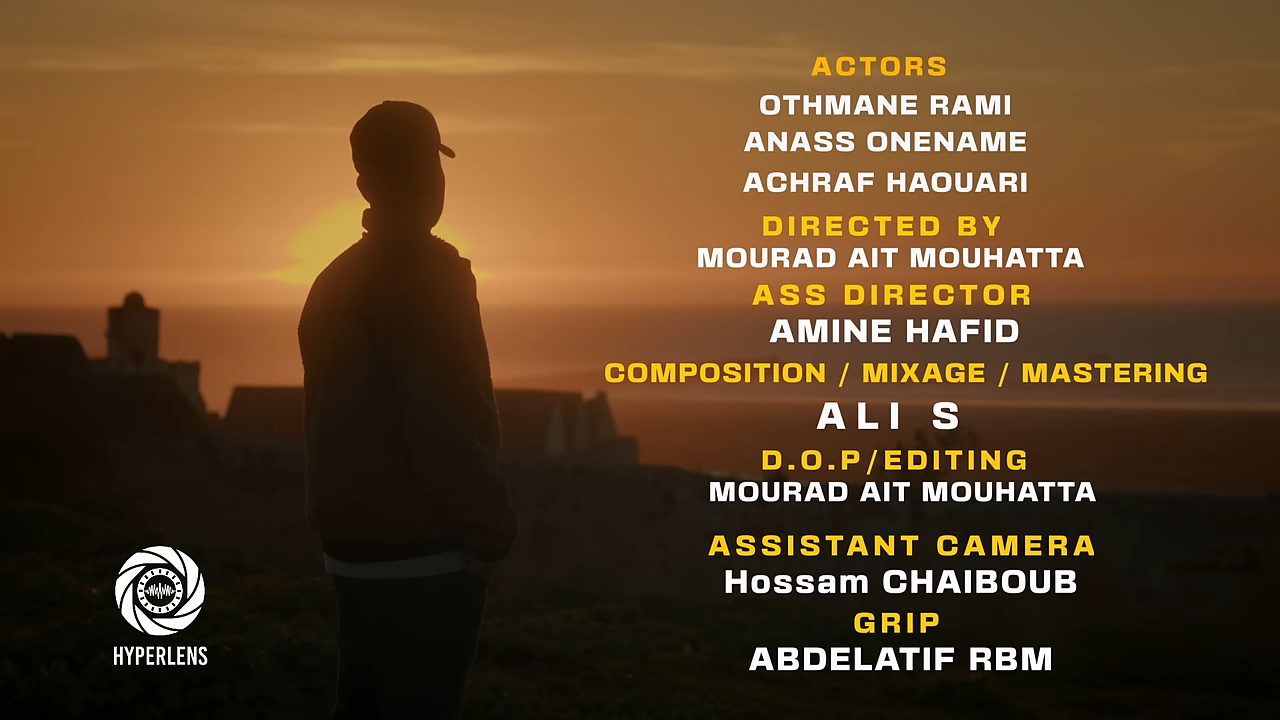 ACTORS
OTHMANE RAMI
ANASS ONENAME
ACHRAF HAOUARI
DIRECTED BY
MOURAD AIT MOUHATTA
ASS DIRECTOR
AMINE HAFID
COMPOSITION / MIXAGE / MASTERING
ALI S
D.O.P/EDITING
MOURAD AIT MOUHATTA
ASSISTANT CAMERA
Hossam CHAIBOUB
GRIP
ABDELATIF RBM
HYPERLENS